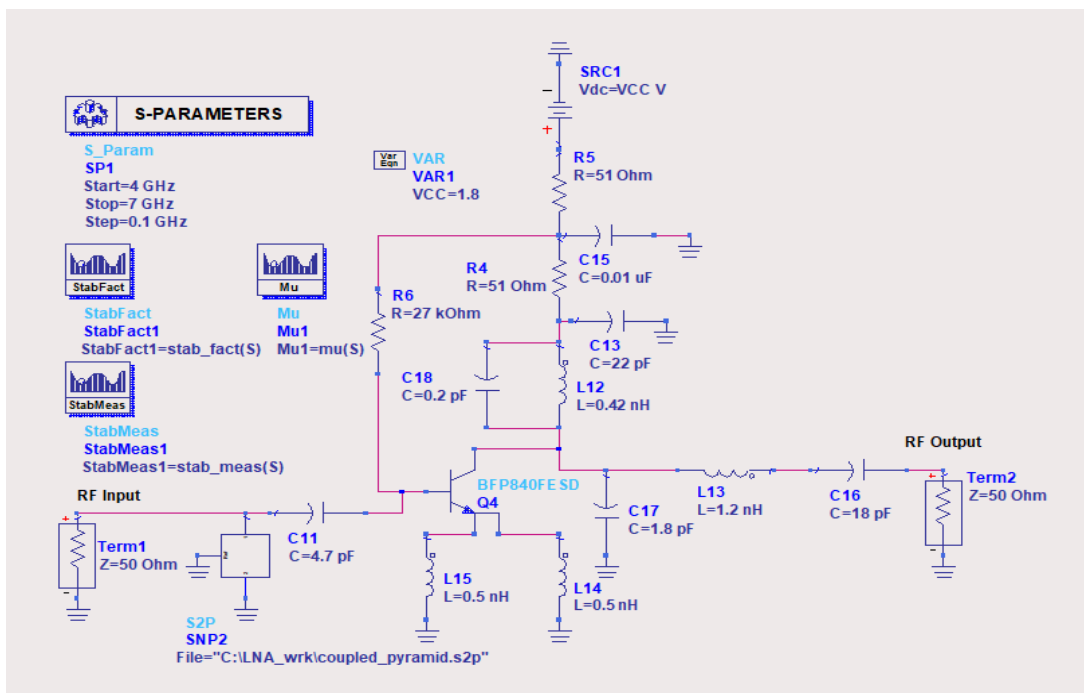 SRC1
Vdc=VCC V
S-PARAMETERS
S_Param
SP1
Start=4 GHz
Stop=7 GHz
Step=0.1 GHz
Var
Eqn
VAR
VAR1
VCC=1.8
R5
R=51 Ohm
C15
C=0.01 uF
R4
R=51 Ohm
R6
R=27 kOhm
StabFact
StabFact
StabFact1
StabFact1=stab_fact(S)
Mu
Mu
Mu1
Mu1=mu(S)
C13
C=22 pF
C18
C=0.2 pF
L12
L=0.42 nH
StabMeas
StabMeas
StabMeas1
StabMeas1=stab_meas(S)
RF Output
RF Input
BFP840FESD
Q4
L13
L=1.2 nH
C16
C=18 pF
Term2
Z=50 Ohm
C17
C=1.8 pF
Term1
Z=50 Ohm
C11
C=4.7 pF
L15
L=0.5 nH
L14
L=0.5 nH
S2P
SNP2
File="C:\LNA_wrk\coupled_pyramid.s2p"